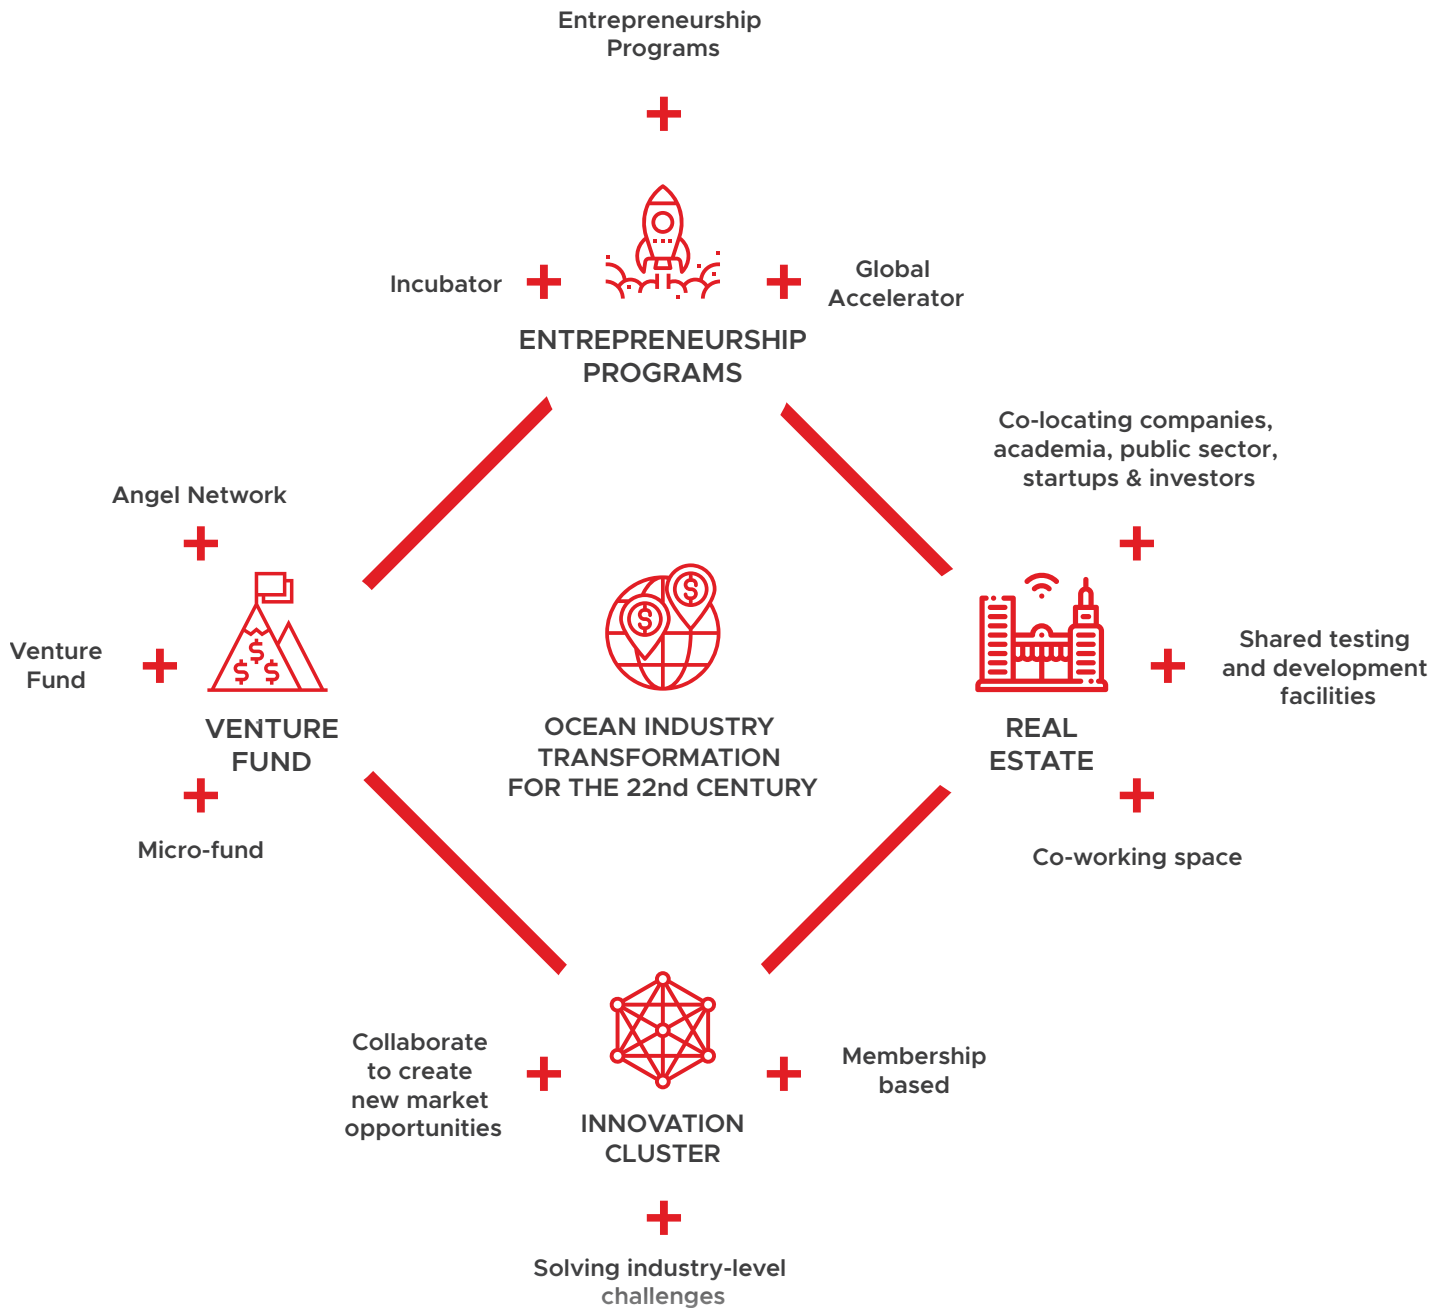 Entrepreneurship
Programs
Incubator
Global
Accelerator
ENTREPRENEURSHIP
PROGRAMS
Co-locating companies,
academia, public sector,
startups & investors
Angel Network
Venture
Fund
VENTURE
FUND
Micro-fund
$
$
$
$
$
OCEAN INDUSTRY
TRANSFORMATION
FOR THE 22nd CENTURY
Shared testing
and development
facilities
REAL
ESTATE
Co-working space
Collaborate
to create
new market
opportunities
Membership
based
INNOVATION
CLUSTER
Solving industry-level
challenges